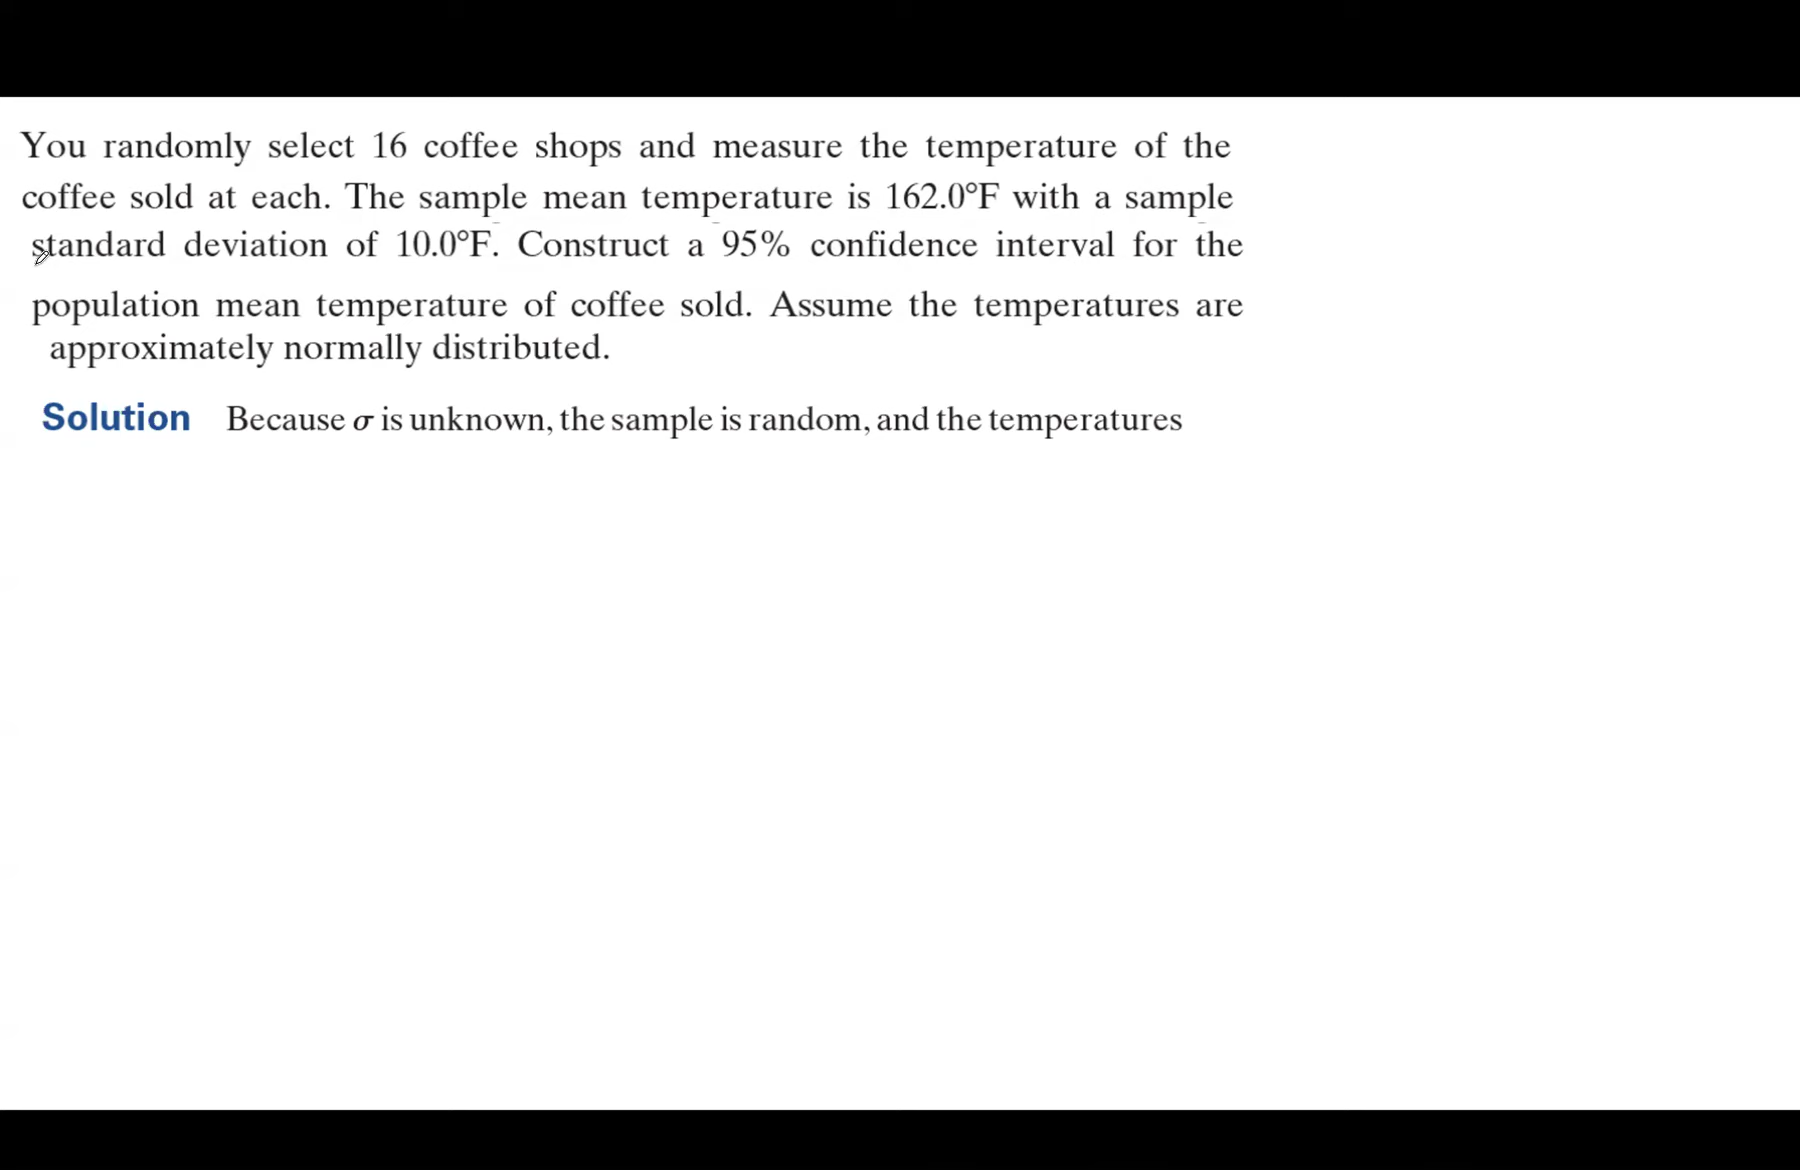 You randomly select 16 coffee shops and measure the temperature of the
coffee sold at each. The sample mean temperature is 162.0°F with a sample
standard deviation of 10.0°F. Construct a 95% confidence interval for the
population mean temperature of coffee sold. Assume the temperatures are
approximately normally distributed.
Solution Because σ is unknown, the sample is random, and the temperatures